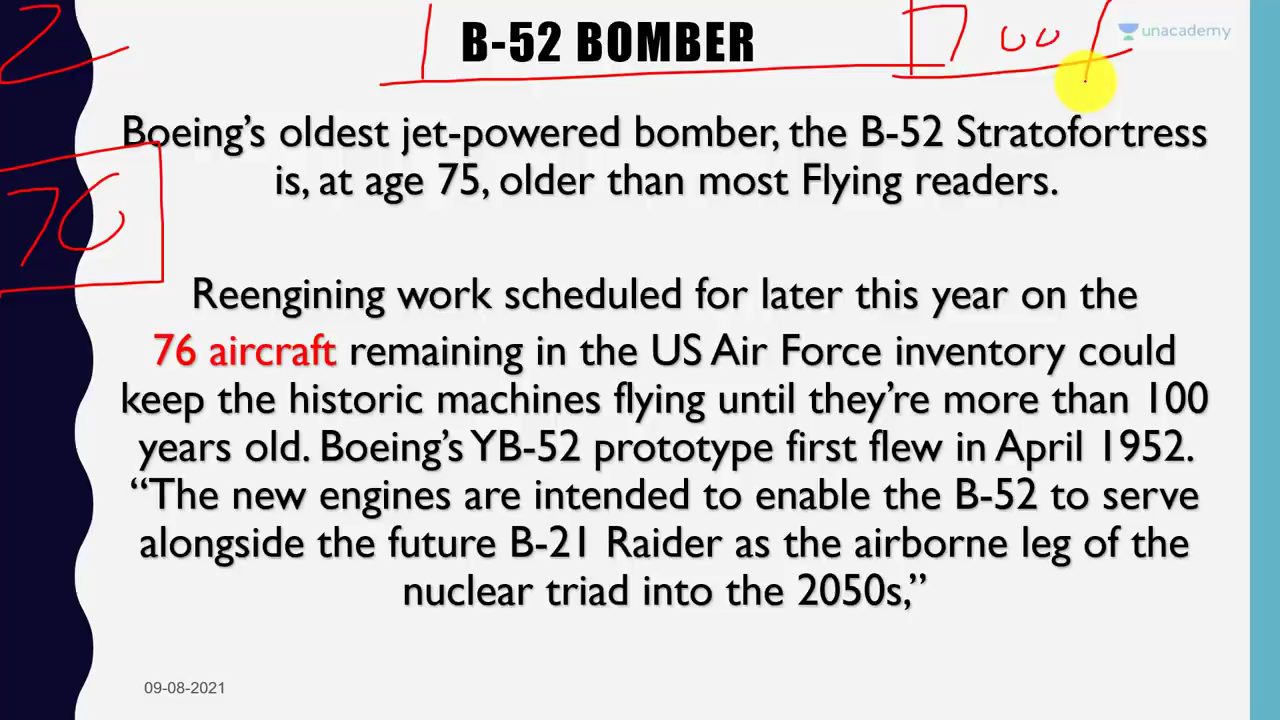 B-52 BOMBER
unacademy
2
1
700
76
Boeing’s oldest jet-powered bomber, the B-52 Stratofortress
is, at age 75, older than most Flying readers.
Reengining work scheduled for later this year on the
76 aircraft remaining in the US Air Force inventory could
keep the historic machines flying until they’re more than 100
years old. Boeing’s YB-52 prototype first flew in April 1952.
“The new engines are intended to enable the B-52 to serve
alongside the future B-21 Raider as the airborne leg of the
nuclear triad into the 2050s,”
09-08-2021